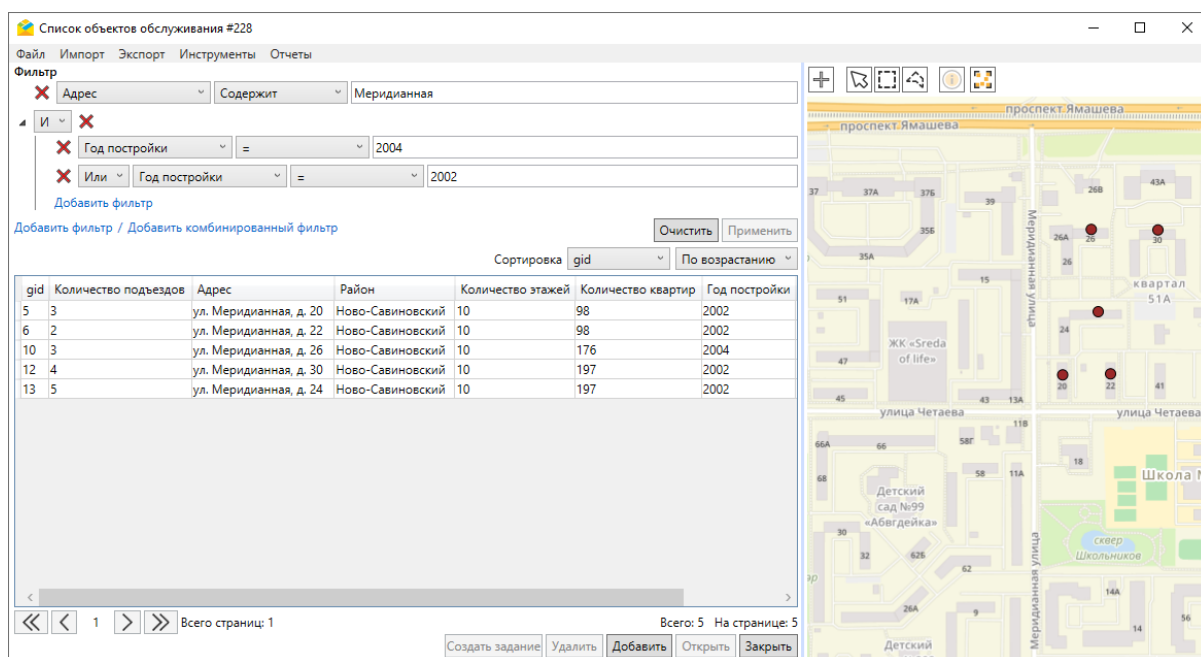 Список объектов обслуживания #228
Файл Импорт Экспорт Инструменты Отчеты
Фильтр
Адрес Содержит Меридианная
И
Год постройки = 2004
Или Год постройки = 2002
Добавить фильтр
Добавить фильтр / Добавить комбинированный фильтр
Очистить Применить
Сортировка gid По возрастанию
gid Количество подъездов Адрес Район Количество этажей Количество квартир Год постройки
5 3 ул. Меридианная, д. 20 Ново-Савиновский 10 98 2002
6 2 ул. Меридианная, д. 22 Ново-Савиновский 10 98 2002
10 3 ул. Меридианная, д. 26 Ново-Савиновский 10 176 2004
12 4 ул. Меридианная, д. 30 Ново-Савиновский 10 197 2002
13 5 ул. Меридианная, д. 24 Ново-Савиновский 10 197 2002
1 Всего страниц: 1
Всего: 5 На странице: 5
Создать задание Удалить Добавить Открыть Закрыть
проспект Ямашева
проспект Ямашева
37 37А 37Б 39 26В 43А
35Б 26А 26 30
Меридианная улица
35А 26
15 квартал
51А
51 17А
24
ЖК «Sreda
of life»
47
20 22 41
45 43 13А
улица Четаева улица Четаева
11В
66А 66 58Г
18
68 58 11А Школа
Детский
сад №99
«Абвгдейка»
30
сквер
Школьников
32 62Б
62
Меридианная улица
14А
26А 9 56
14
Детский